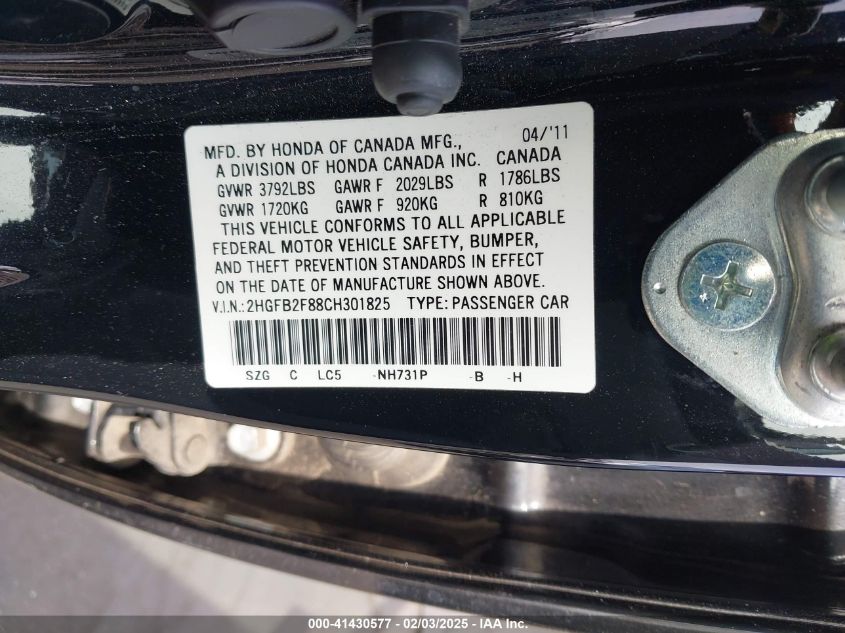 MFD. BY HONDA OF CANADA MFG., 04/'11
A DIVISION OF HONDA CANADA INC. CANADA
GVWR 3792LBS GAWR F 2029LBS R 1786LBS
GVWR 1720KG GAWR F 920KG R 810KG
THIS VEHICLE CONFORMS TO ALL APPLICABLE
FEDERAL MOTOR VEHICLE SAFETY, BUMPER,
AND THEFT PREVENTION STANDARDS IN EFFECT
ON THE DATE OF MANUFACTURE SHOWN ABOVE.
V.I.N.: 2HGFB2F88CH301825 TYPE: PASSENGER CAR
SZG C LC5 -NH731P -B -H
000-41430577 - 02/03/2025 - IAA Inc.